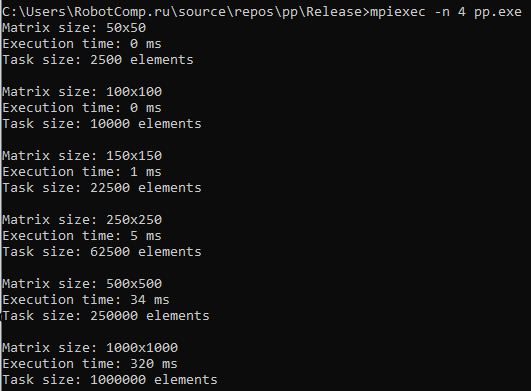 C:\Users\RobotComp.ru\source\repos\pp\Release>mpiexec -n 4 pp.exe
Matrix size: 50x50
Execution time: 0 ms
Task size: 2500 elements
Matrix size: 100x100
Execution time: 0 ms
Task size: 10000 elements
Matrix size: 150x150
Execution time: 1 ms
Task size: 22500 elements
Matrix size: 250x250
Execution time: 5 ms
Task size: 62500 elements
Matrix size: 500x500
Execution time: 34 ms
Task size: 250000 elements
Matrix size: 1000x1000
Execution time: 320 ms
Task size: 1000000 elements